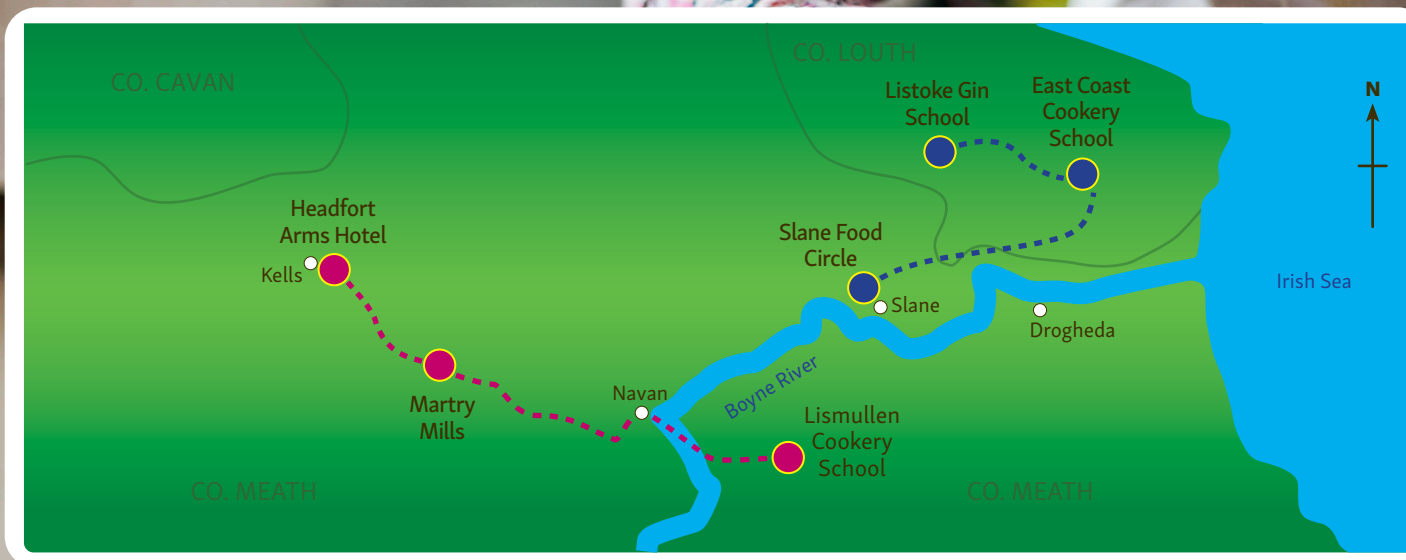 CO. CAVAN
CO. LOUTH
Listoke Gin
School
East Coast
Cookery
School
N
Headfort
Arms Hotel
Kells
Slane Food
Circle
Slane
Irish Sea
Drogheda
Boyne River
Navan
Martry
Mills
Lismullen
Cookery
School
CO. MEATH
CO. MEATH